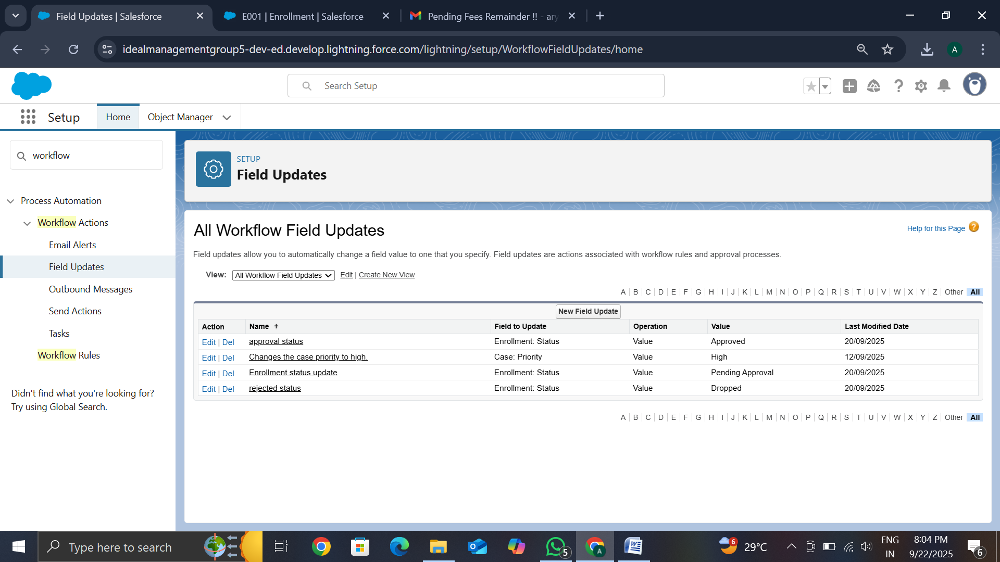 Field Updates | Salesforce
E001 | Enrollment | Salesforce
Pending Fees Remainder !! - ary
idealmanagementgroup5-dev-ed.develop.lightning.force.com/lightning/setup/WorkflowFieldUpdates/home
A
Search Setup
Setup
Home
Object Manager
workflow
Process Automation
Workflow Actions
Email Alerts
Field Updates
Outbound Messages
Send Actions
Tasks
Workflow Rules
Didn't find what you're looking for?
Try using Global Search.
SETUP
Field Updates
All Workflow Field Updates
Help for this Page ?
Field updates allow you to automatically change a field value to one that you specify. Field updates are actions associated with workflow rules and approval processes.
View: All Workflow Field Updates Edit | Create New View
A | B | C | D | E | F | G | H | I | J | K | L | M | N | O | P | Q | R | S | T | U | V | W | X | Y | Z | Other | All
New Field Update
Action Name Field to Update Operation Value Last Modified Date
Edit | Del approval status Enrollment: Status Value Approved 20/09/2025
Edit | Del Changes the case priority to high. Case: Priority Value High 12/09/2025
Edit | Del Enrollment status update Enrollment: Status Value Pending Approval 20/09/2025
Edit | Del rejected status Enrollment: Status Value Dropped 20/09/2025
A | B | C | D | E | F | G | H | I | J | K | L | M | N | O | P | Q | R | S | T | U | V | W | X | Y | Z | Other | All
Type here to search
5
A
6
29°C
ENG
IN
8:04 PM
9/22/2025
6